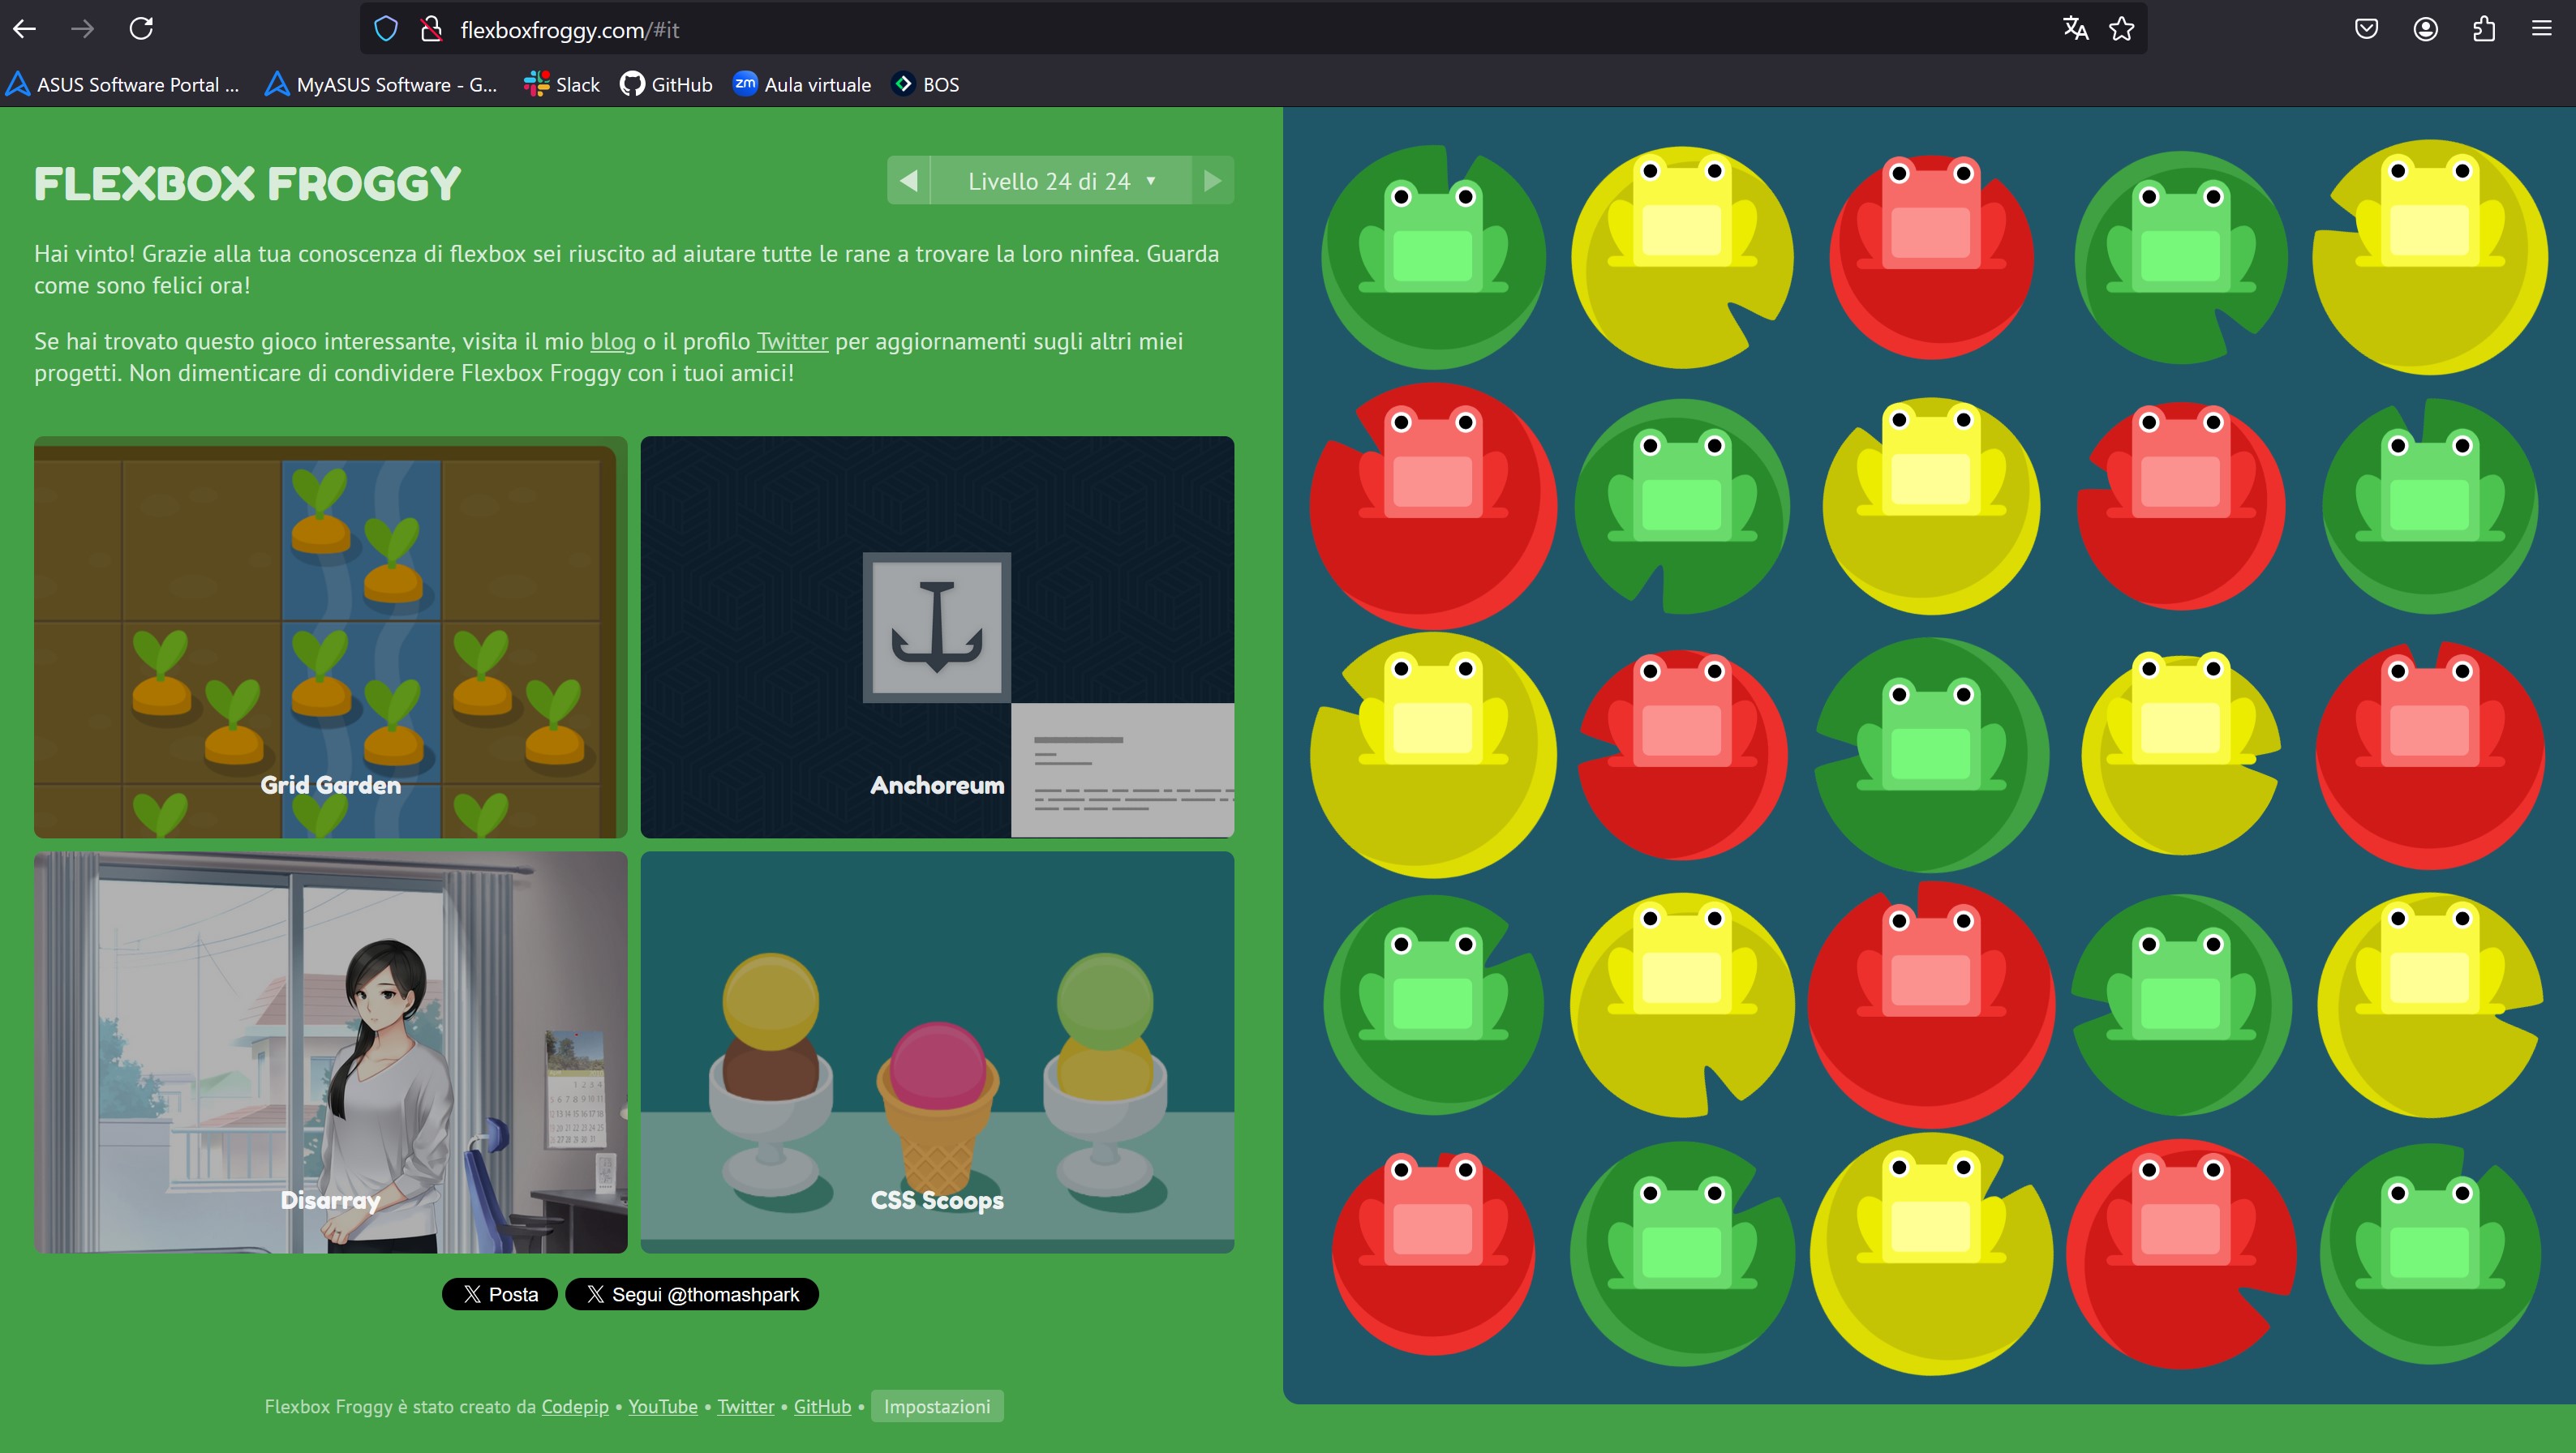 flexboxfroggy.com/#it
ASUS Software Portal ...
MyASUS Software - G...
Slack
GitHub
zm
Aula virtuale
BOS
FLEXBOX FROGGY
Livello 24 di 24 ▼
Hai vinto! Grazie alla tua conoscenza di flexbox sei riuscito ad aiutare tutte le rane a trovare la loro ninfea. Guarda
come sono felici ora!
Se hai trovato questo gioco interessante, visita il mio blog o il profilo Twitter per aggiornamenti sugli altri miei
progetti. Non dimenticare di condividere Flexbox Froggy con i tuoi amici!
Grid Garden
Anchoreum
Disarray
CSS Scoops
Posta
Segui @thomashpark
Flexbox Froggy è stato creato da Codepip • YouTube • Twitter • GitHub • Impostazioni